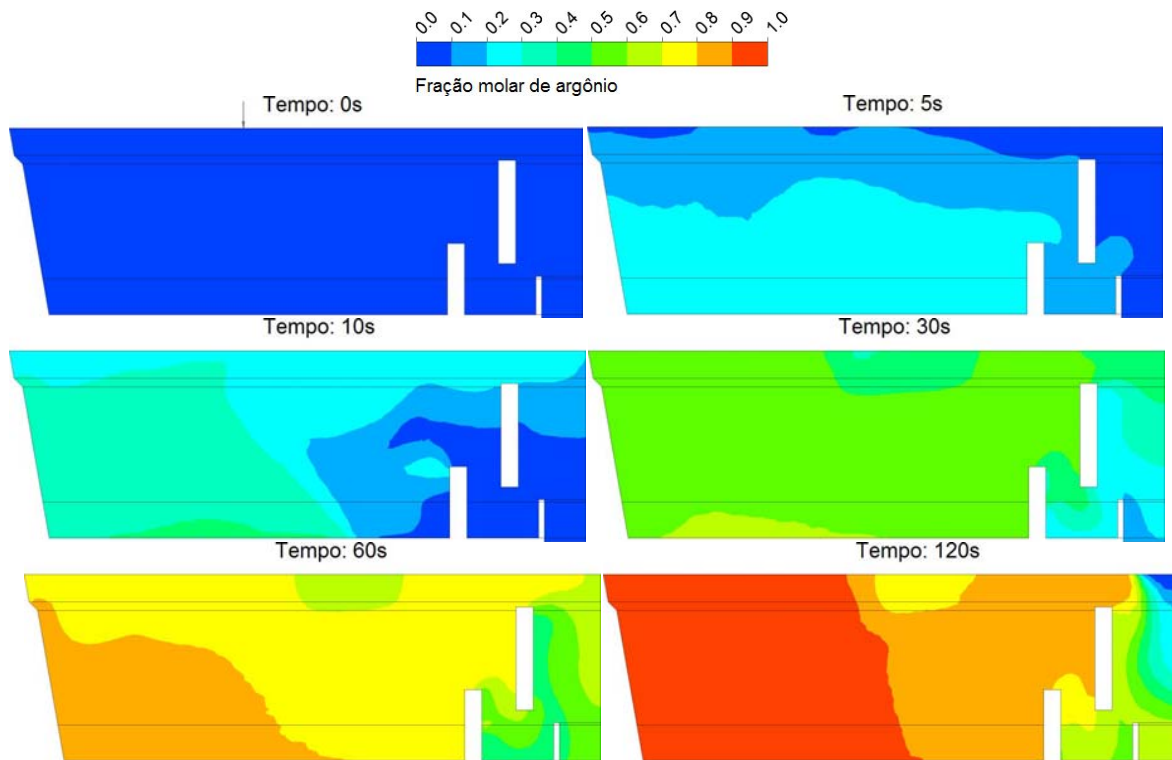 0.0 0.1 0.2 0.3 0.4 0.5 0.6 0.7 0.8 0.9 1.0
Fração molar de argônio
Tempo: 0s
Tempo: 5s
Tempo: 10s
Tempo: 30s
Tempo: 60s
Tempo: 120s